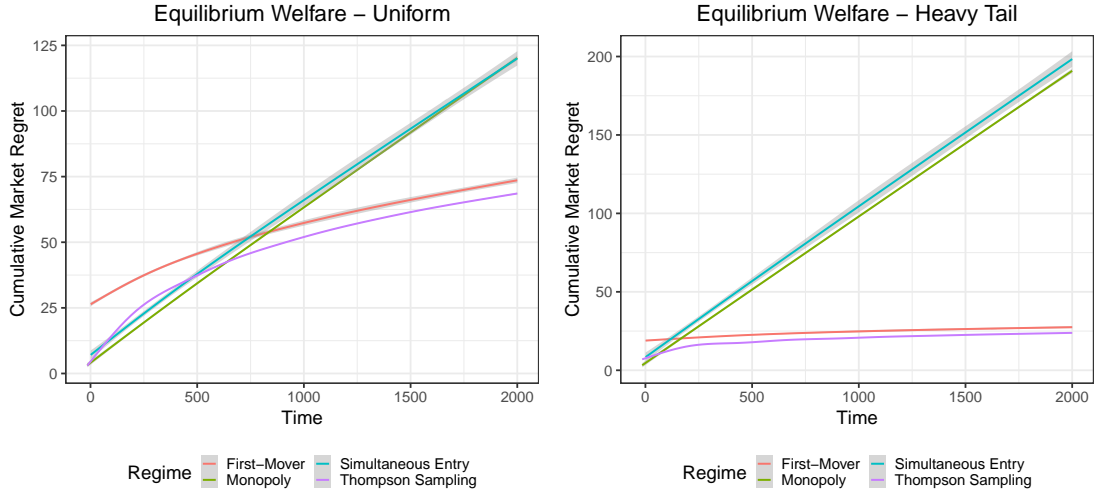 Equilibrium Welfare − Uniform
Cumulative Market Regret
125
100
75
50
25
0
0 500 1000 1500 2000
Time
Regime
First−Mover
Simultaneous Entry
Monopoly
Thompson Sampling
Equilibrium Welfare − Heavy Tail
Cumulative Market Regret
200
150
100
50
0
0 500 1000 1500 2000
Time
Regime
First−Mover
Simultaneous Entry
Monopoly
Thompson Sampling